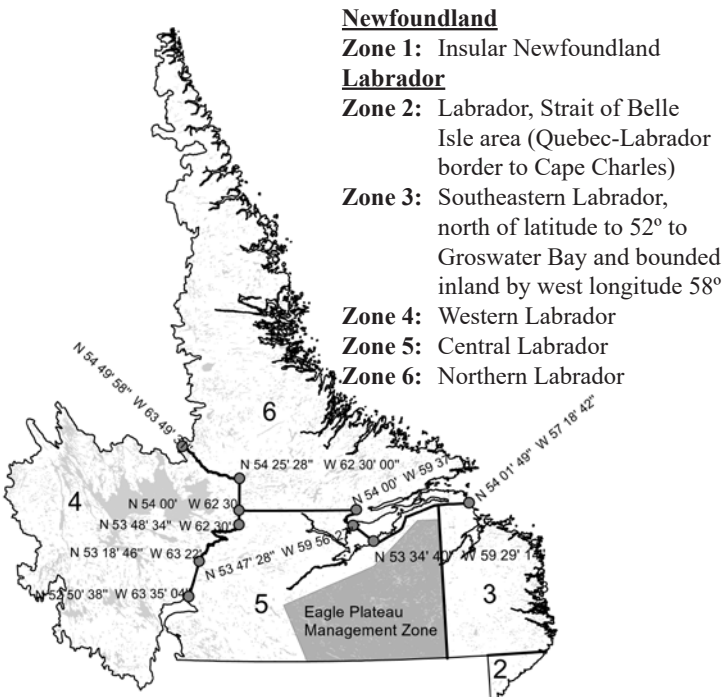 Newfoundland
Zone 1: Insular Newfoundland
Labrador
Zone 2: Labrador, Strait of Belle
Isle area (Quebec-Labrador
border to Cape Charles)
Zone 3: Southeastern Labrador,
north of latitude to 52º to
Groswater Bay and bounded
inland by west longitude 58º
Zone 4: Western Labrador
Zone 5: Central Labrador
Zone 6: Northern Labrador
N 54 49' 58" W 63 49'
6
N 54 25' 28" W 62 30' 00"
N 54 00' W 59 37'
N 54 01' 49" W 57 18' 42"
4
N 54 00' W 62 30'
N 53 48' 34" W 62 30'
N 53 18' 46" W 63 22'
N 53 47' 28" W 59 56'
N 53 34' 40" W 59 29'
50' 38" W 63 35' 04"
5
Eagle Plateau
Management Zone
3
2